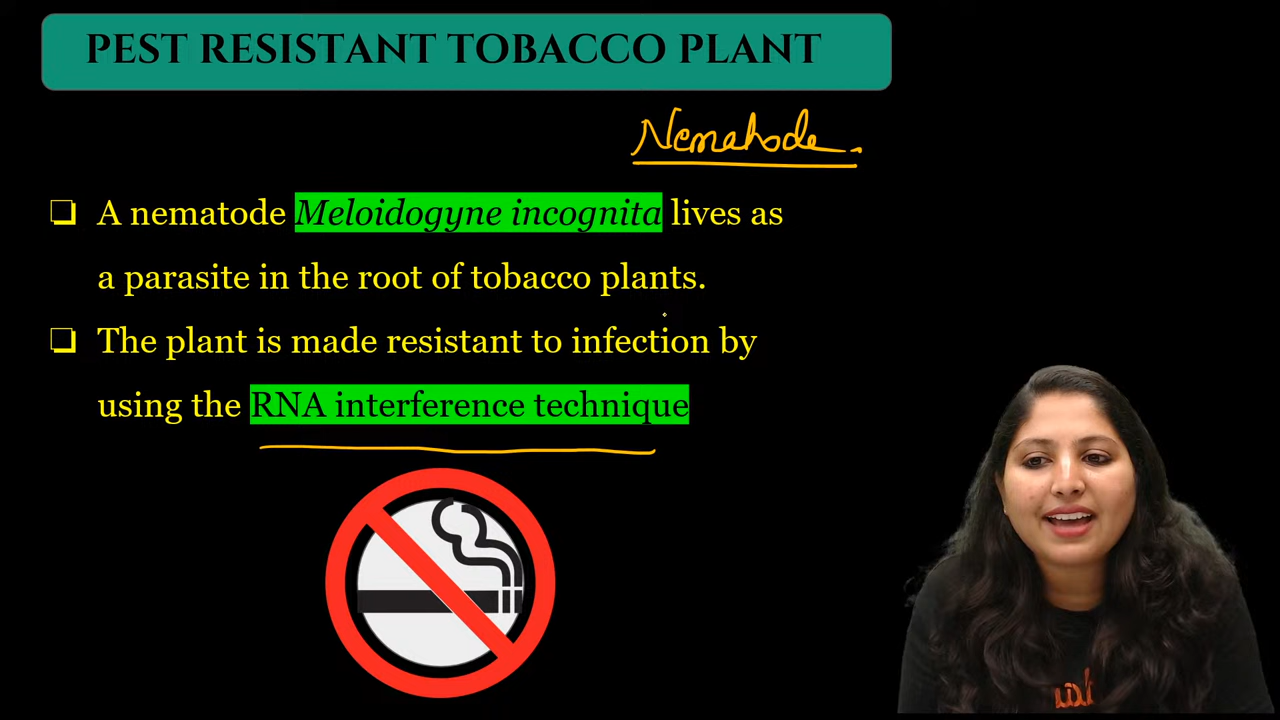 PEST RESISTANT TOBACCO PLANT
Nematode.
❑ A nematode Meloidogyne incognita lives as
a parasite in the root of tobacco plants.
❑ The plant is made resistant to infection by
using the RNA interference technique